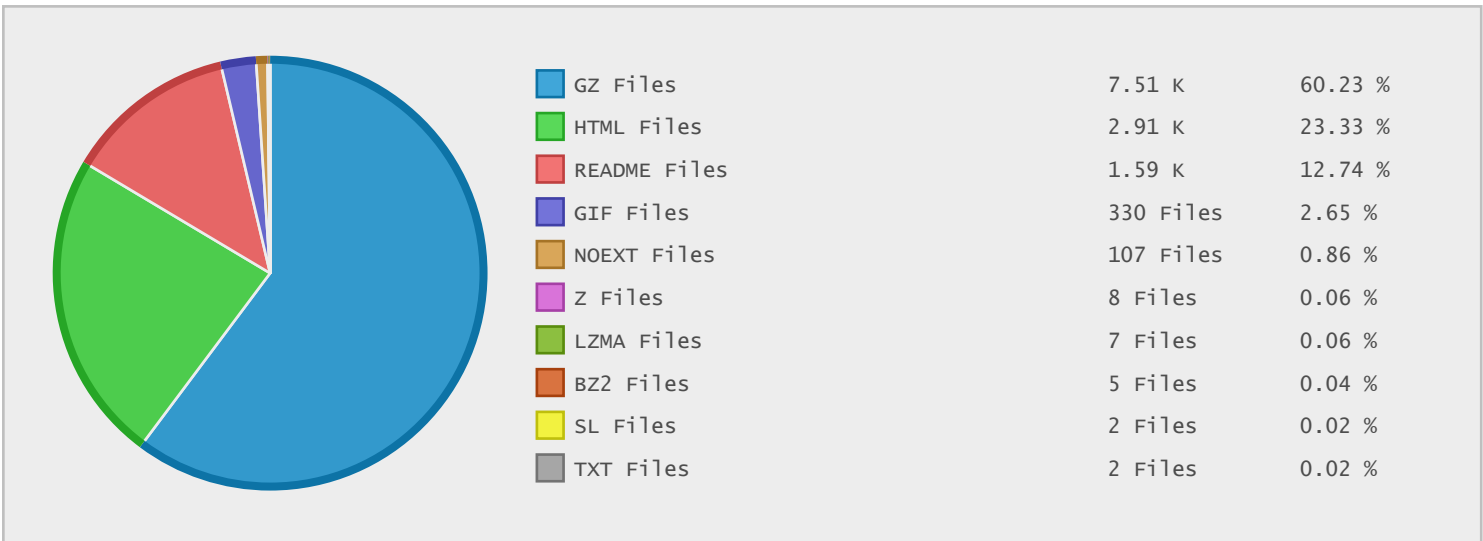 GZ Files 7.51 K 60.23 %
HTML Files 2.91 K 23.33 %
README Files 1.59 K 12.74 %
GIF Files 330 Files 2.65 %
NOEXT Files 107 Files 0.86 %
Z Files 8 Files 0.06 %
LZMA Files 7 Files 0.06 %
BZ2 Files 5 Files 0.04 %
SL Files 2 Files 0.02 %
TXT Files 2 Files 0.02 %